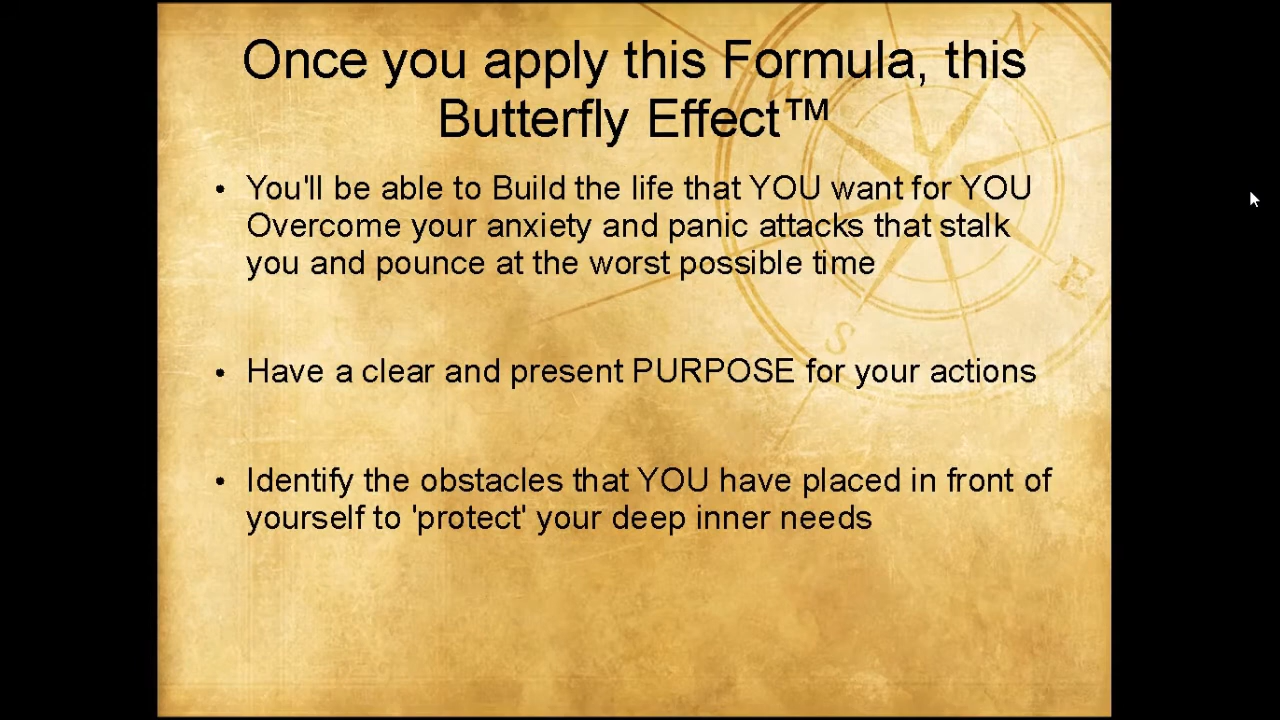 Once you apply this Formula, this
Butterfly Effect™
• You'll be able to Build the life that YOU want for YOU
Overcome your anxiety and panic attacks that stalk
you and pounce at the worst possible time
• Have a clear and present PURPOSE for your actions
• Identify the obstacles that YOU have placed in front of
yourself to 'protect' your deep inner needs
N
W
E
S